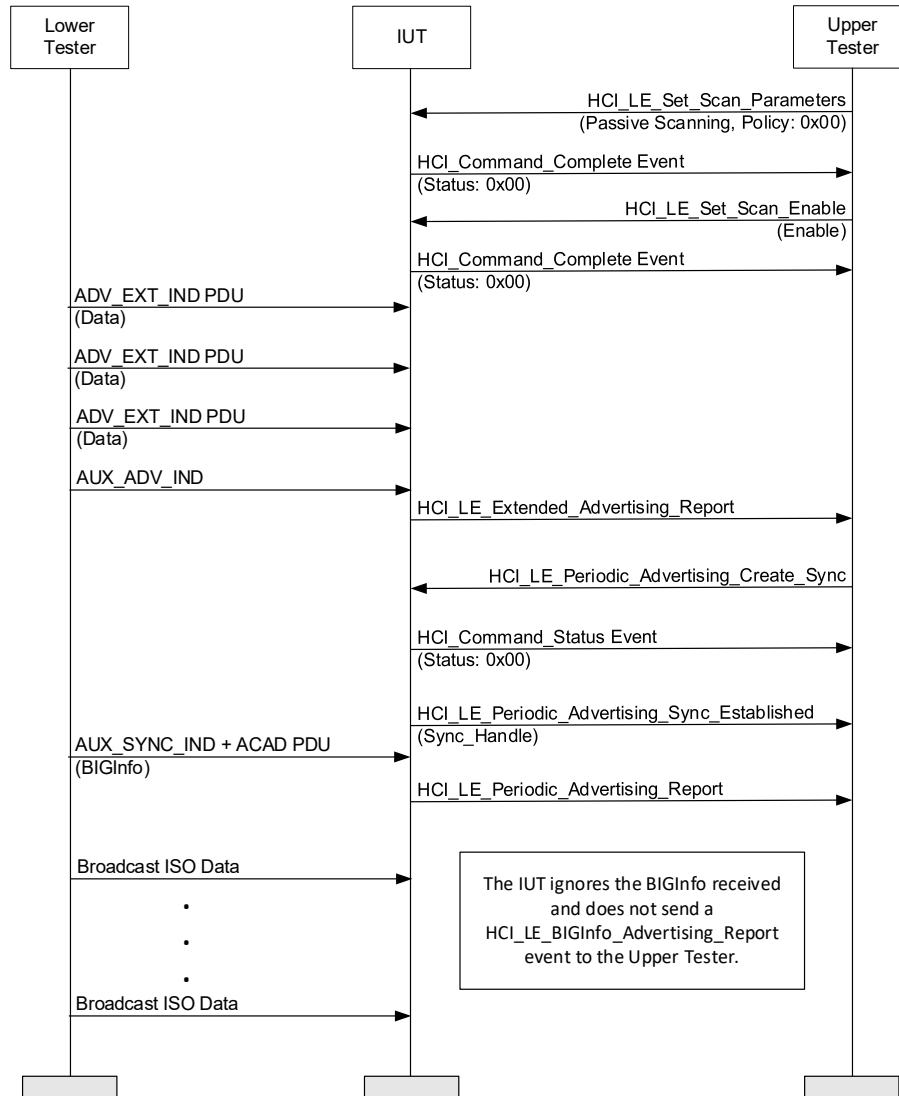 Lower
Tester
IUT
Upper
Tester
HCI_LE_Set_Scan_Parameters
(Passive Scanning, Policy: 0x00)
HCI_Command_Complete Event
(Status: 0x00)
HCI_LE_Set_Scan_Enable
(Enable)
HCI_Command_Complete Event
(Status: 0x00)
ADV_EXT_IND PDU
(Data)
ADV_EXT_IND PDU
(Data)
ADV_EXT_IND PDU
(Data)
AUX_ADV_IND
HCI_LE_Extended_Advertising_Report
HCI_LE_Periodic_Advertising_Create_Sync
HCI_Command_Status Event
(Status: 0x00)
HCI_LE_Periodic_Advertising_Sync_Established
(Sync_Handle)
AUX_SYNC_IND + ACAD PDU
(BIGInfo)
HCI_LE_Periodic_Advertising_Report
Broadcast ISO Data
The IUT ignores the BIGInfo received
and does not send a
HCI_LE_BIGInfo_Advertising_Report
event to the Upper Tester.
Broadcast ISO Data